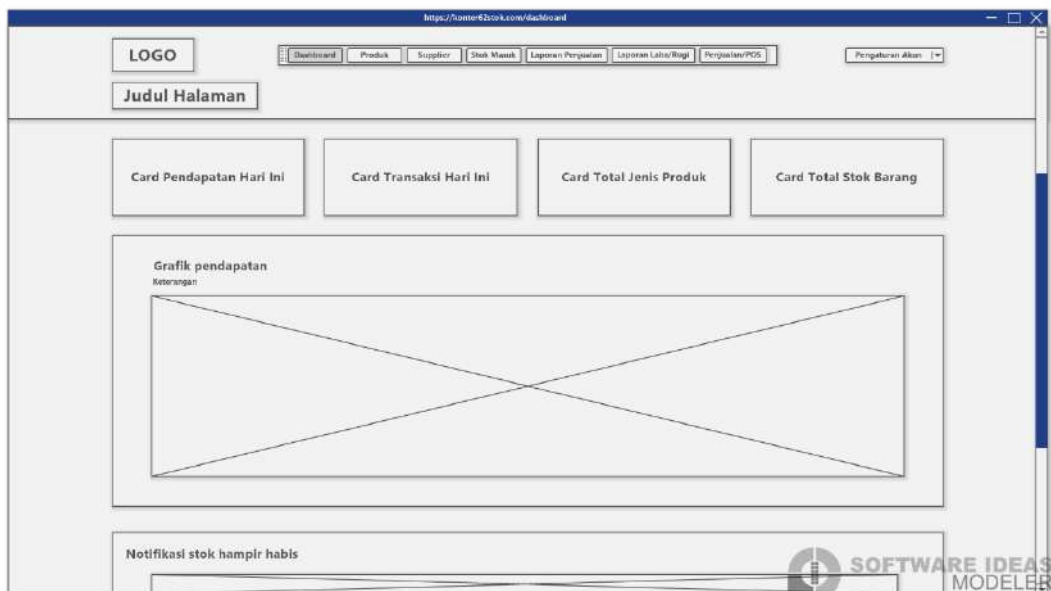 https://konter62stok.com/dashboard
LOGO
Dashboard Produk Supplier Stok Masuk Laporan Penjualan Laporan Laba/Rugi Penjualan/POS
Pengaturan Akun
Judul Halaman
Card Pendapatan Hari Ini
Card Transaksi Hari Ini
Card Total Jenis Produk
Card Total Stok Barang
Grafik pendapatan
Keterangan
Notifikasi stok hampir habis
SOFTWARE IDEAS
MODELER